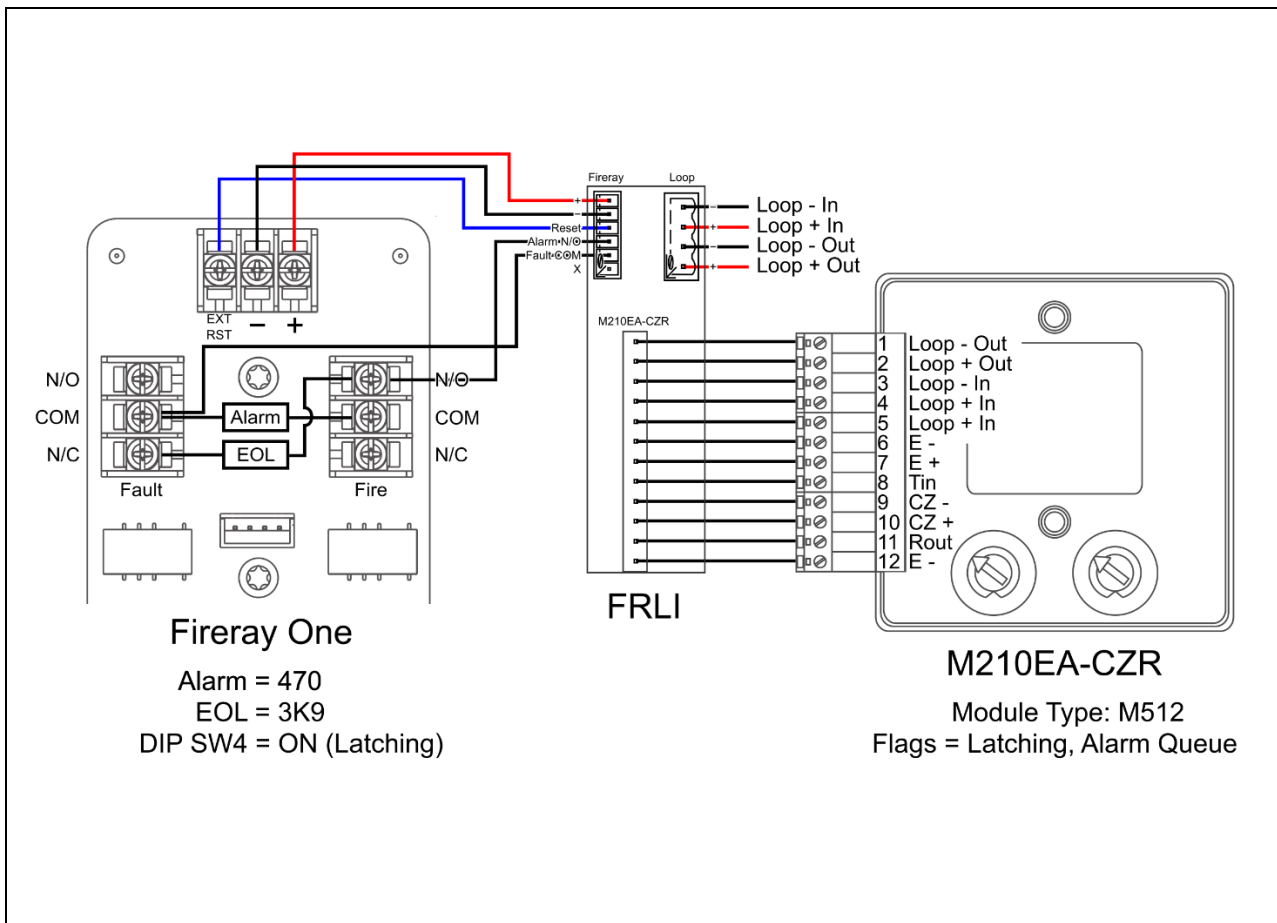 Fireray Loop
+
−
Reset
Alarm N/O
Fault COM
X
− Loop - In
+ Loop + In
− Loop - Out
+ Loop + Out
EXT
RST
− +
N/O
COM
N/C
Fault
Alarm
EOL
N/O
COM
N/C
Fire
M210EA-CZR
1 Loop - Out
2 Loop + Out
3 Loop - In
4 Loop + In
5 Loop + In
6 E -
7 E +
8 Tin
9 CZ -
10 CZ +
11 Rout
12 E -
Fireray One
Alarm = 470
EOL = 3K9
DIP SW4 = ON (Latching)
FRLI
M210EA-CZR
Module Type: M512
Flags = Latching, Alarm Queue